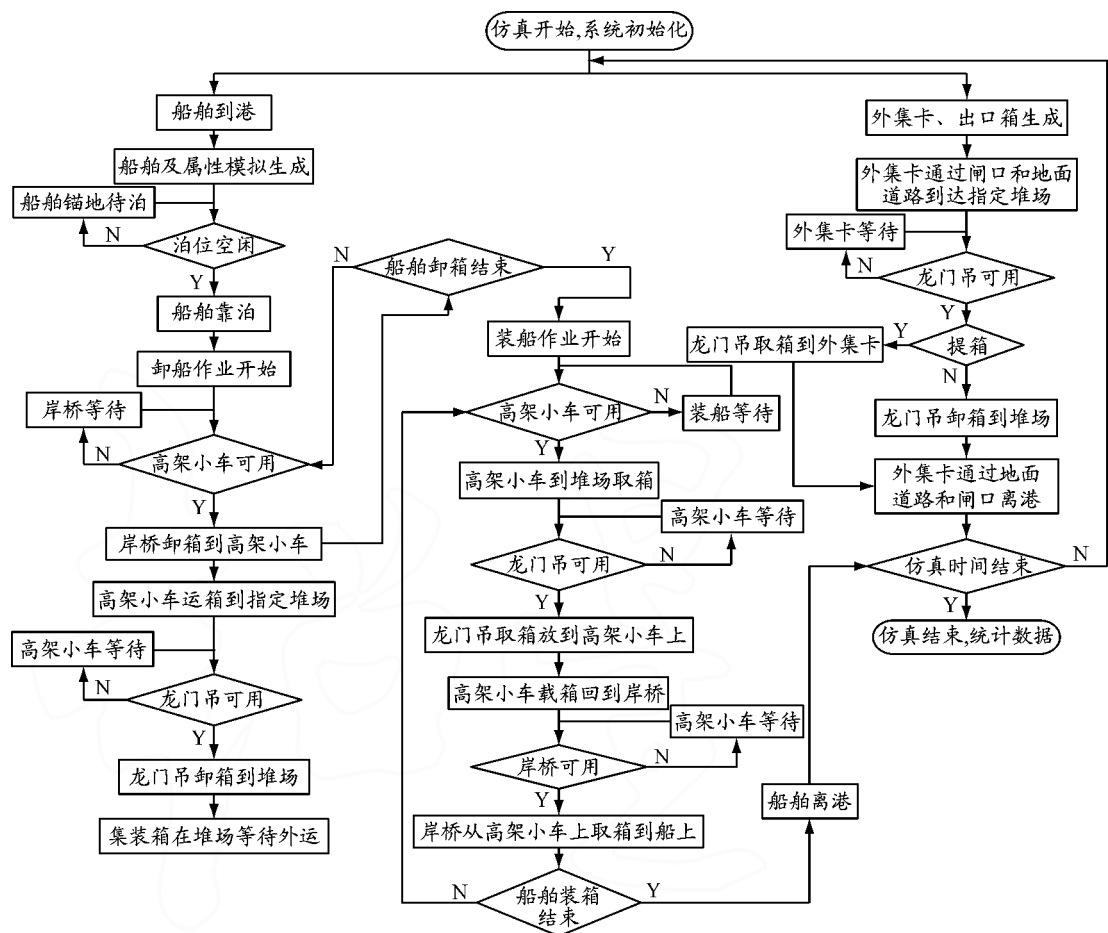 仿真开始,系统初始化
船舶到港
船舶及属性模拟生成
船舶锚地待泊
N
泊位空闲
Y
船舶靠泊
卸船作业开始
岸桥等待
N
高架小车可用
Y
岸桥卸箱到高架小车
高架小车运箱到指定堆场
高架小车等待
N
龙门吊可用
Y
龙门吊卸箱到堆场
集装箱在堆场等待外运
N
船舶卸箱结束
Y
装船作业开始
高架小车可用
N
装船等待
Y
高架小车到堆场取箱
高架小车等待
龙门吊可用
N
Y
龙门吊取箱放到高架小车上
高架小车载箱回到岸桥
高架小车等待
岸桥可用
N
Y
岸桥从高架小车上取箱到船上
N
船舶装箱
结束
Y
船舶离港
外集卡、出口箱生成
外集卡通过闸口和地面
道路到达指定堆场
外集卡等待
N
龙门吊可用
Y
龙门吊取箱到外集卡
Y
提箱
N
龙门吊卸箱到堆场
外集卡通过地面
道路和闸口离港
仿真时间结束
N
Y
仿真结束,统计数据